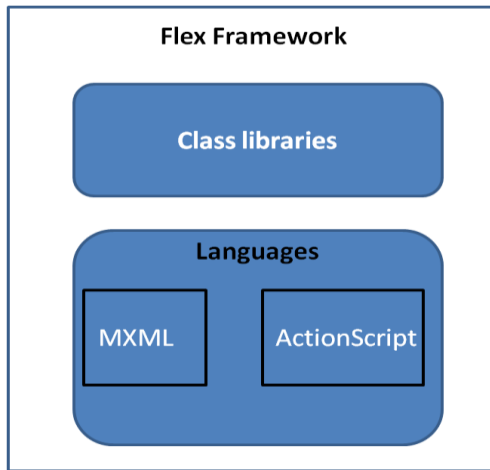 Flex Framework
Class libraries
Languages
MXML
ActionScript